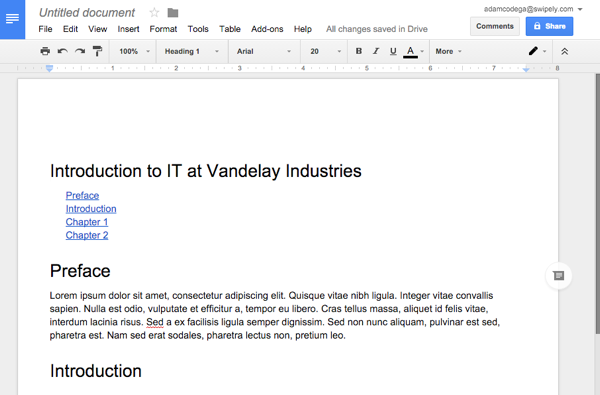 Untitled document
adamcodega@swipely.com
File Edit View Insert Format Tools Table Add-ons Help All changes saved in Drive
Comments Share
100% Heading 1 Arial 20 B I U A More
1 2 3 4 5 6 7 8
Introduction to IT at Vandelay Industries
Preface
Introduction
Chapter 1
Chapter 2
Preface
Lorem ipsum dolor sit amet, consectetur adipiscing elit. Quisque vitae nibh ligula. Integer vitae convallis
sapien. Nulla est odio, vulputate et efficitur a, tempor eu libero. Cras tellus massa, aliquet id felis vitae,
interdum lacinia risus. Sed a ex facilisis ligula semper dignissim. Sed non nunc aliquam, pulvinar est sed,
pharetra est. Nam sed erat sodales, pharetra lectus non, pretium leo.
Introduction